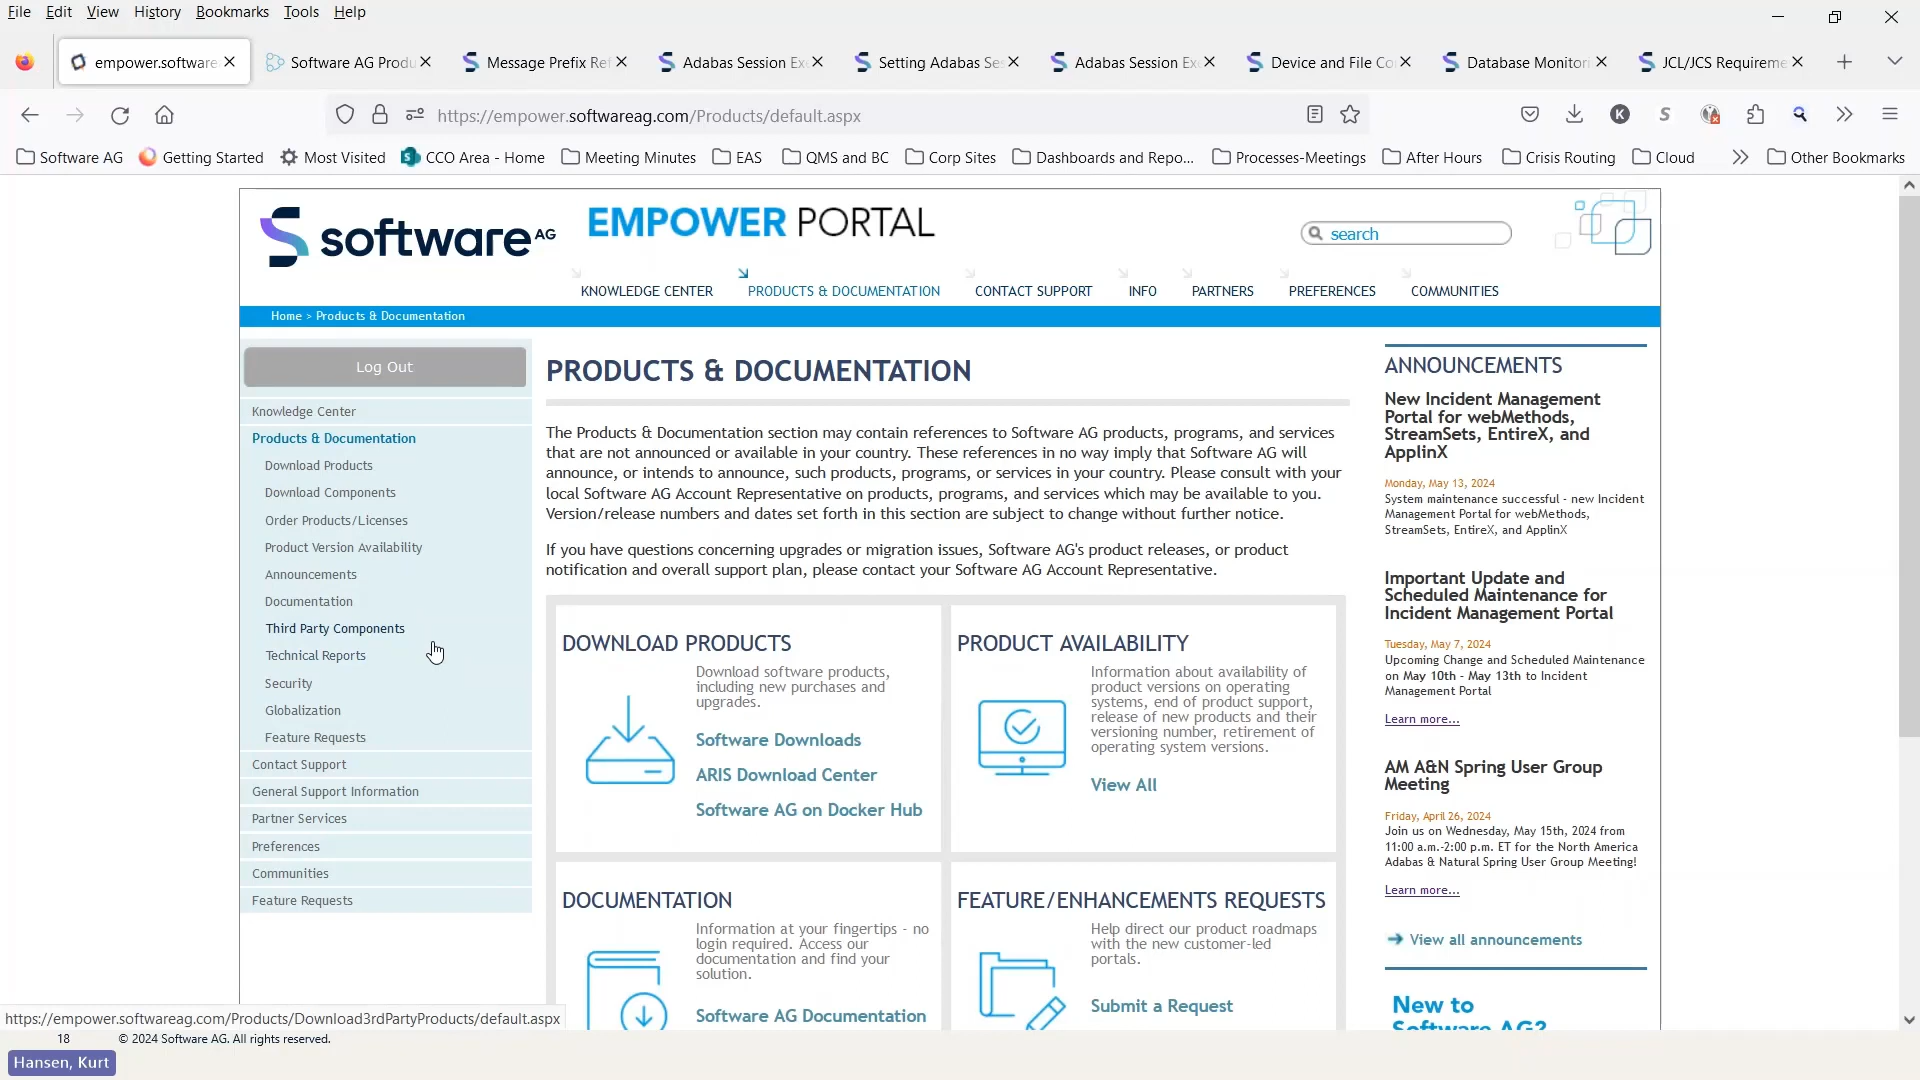 File Edit View History Bookmarks Tools Help
empower.software
Software AG Produ
Message Prefix Ref
Adabas Session Ex
Setting Adabas Ses
Adabas Session Ex
Device and File Co
Database Monitori
JCL/JCS Requireme
https://empower.softwareag.com/Products/default.aspx
Software AG Getting Started Most Visited CCO Area - Home Meeting Minutes EAS QMS and BC Corp Sites Dashboards and Repo... Processes-Meetings After Hours Crisis Routing Cloud Other Bookmarks
software AG
EMPOWER PORTAL
search
KNOWLEDGE CENTER PRODUCTS & DOCUMENTATION CONTACT SUPPORT INFO PARTNERS PREFERENCES COMMUNITIES
Home > Products & Documentation
Log Out
Knowledge Center
Products & Documentation
Download Products
Download Components
Order Products/Licenses
Product Version Availability
Announcements
Documentation
Third Party Components
Technical Reports
Security
Globalization
Feature Requests
Contact Support
General Support Information
Partner Services
Preferences
Communities
Feature Requests
PRODUCTS & DOCUMENTATION
The Products & Documentation section may contain references to Software AG products, programs, and services
that are not announced or available in your country. These references in no way imply that Software AG will
announce, or intends to announce, such products, programs, or services in your country. Please consult with your
local Software AG Account Representative on products, programs, and services which may be available to you.
Version/release numbers and dates set forth in this section are subject to change without further notice.
If you have questions concerning upgrades or migration issues, Software AG's product releases, or product
notification and overall support plan, please contact your Software AG Account Representative.
DOWNLOAD PRODUCTS
Download software products,
including new purchases and
upgrades.
Software Downloads
ARIS Download Center
Software AG on Docker Hub
PRODUCT AVAILABILITY
Information about availability of
product versions on operating
systems, end of product support,
release of new products and their
versioning number, retirement of
operating system versions.
View All
DOCUMENTATION
Information at your fingertips - no
login required. Access our
documentation and find your
solution.
Software AG Documentation
FEATURE/ENHANCEMENTS REQUESTS
Help direct our product roadmaps
with the new customer-led
portals.
Submit a Request
ANNOUNCEMENTS
New Incident Management
Portal for webMethods,
StreamSets, EntireX, and
ApplinX
Monday, May 13, 2024
System maintenance successful - new Incident
Management Portal for webMethods,
StreamSets, EntireX, and ApplinX
Important Update and
Scheduled Maintenance for
Incident Management Portal
Tuesday, May 7, 2024
Upcoming Change and Scheduled Maintenance
on May 10th - May 13th to Incident
Management Portal
Learn more...
AM A&N Spring User Group
Meeting
Friday, April 26, 2024
Join us on Wednesday, May 15th, 2024 from
11:00 a.m.-2:00 p.m. ET for the North America
Adabas & Natural Spring User Group Meeting!
Learn more...
View all announcements
New to
Software AG?
https://empower.softwareag.com/Products/Download3rdPartyProducts/default.aspx
18 © 2024 Software AG. All rights reserved.
Hansen, Kurt